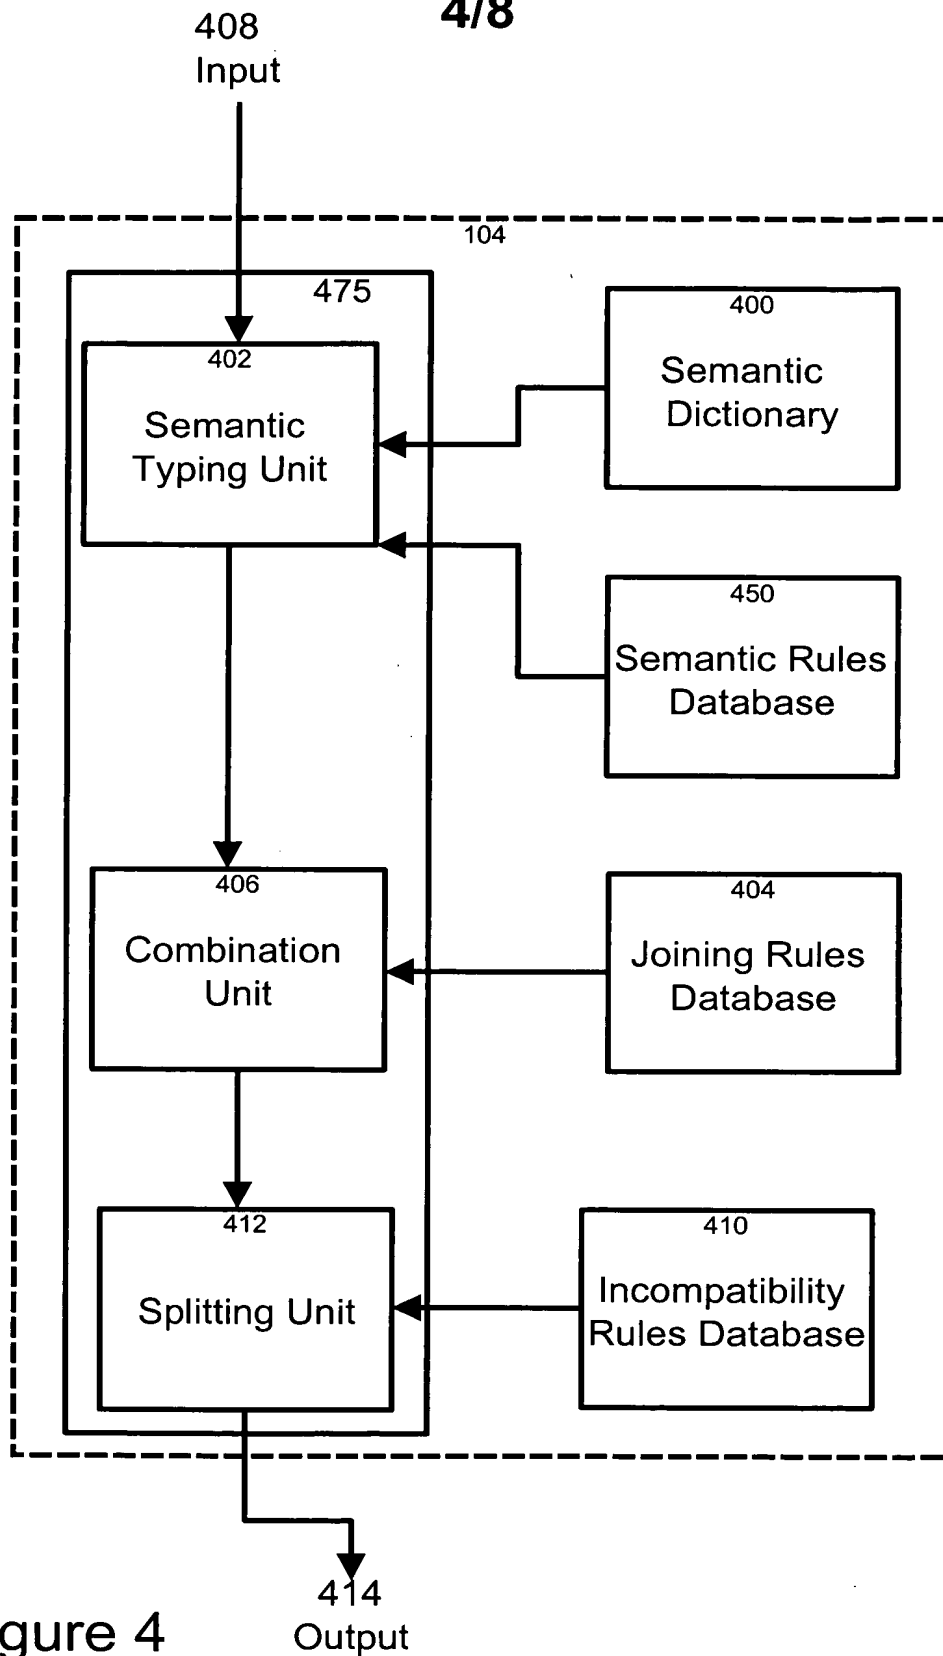 4/8
408
Input
104
475
400
Semantic
Dictionary
402
Semantic
Typing Unit
450
Semantic Rules
Database
406
Combination
Unit
404
Joining Rules
Database
412
Splitting Unit
410
Incompatibility
Rules Database
414
Output
gure 4